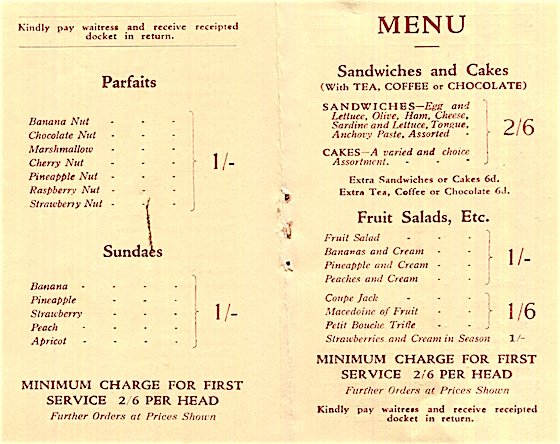 Kindly pay waitress and receive receipted
docket in return.
Parfaits
Banana Nut - - -
Chocolate Nut - - -
Marshmallow - - -
Cherry Nut - - -
Pineapple Nut - - -
Raspberry Nut - - -
Strawberry Nut - - -
1/-
Sundaes
Banana - - - -
Pineapple - - -
Strawberry - - -
Peach - - - -
Apricot - - - -
1/-
MINIMUM CHARGE FOR FIRST
SERVICE 2/6 PER HEAD
Further Orders at Prices Shown
MENU
Sandwiches and Cakes
(With TEA, COFFEE or CHOCOLATE)
SANDWICHES—Egg and
Lettuce, Olive, Ham, Cheese,
Sardine and Lettuce, Tongue,
Anchovy Paste, Assorted -
CAKES—A varied and choice
Assortment. - - -
2/6
Extra Sandwiches or Cakes 6d.
Extra Tea, Coffee or Chocolate 6d.
Fruit Salads, Etc.
Fruit Salad - - -
Bananas and Cream - -
Pineapple and Cream - -
Peaches and Cream - -
1/-
Coupe Jack - - -
Macedoine of Fruit - -
Petit Bouche Trifle - -
1/6
Strawberries and Cream in Season 1/-
MINIMUM CHARGE FOR FIRST
SERVICE 2/6 PER HEAD
Further Orders at Prices Shown
Kindly pay waitress and receive receipted
docket in return.